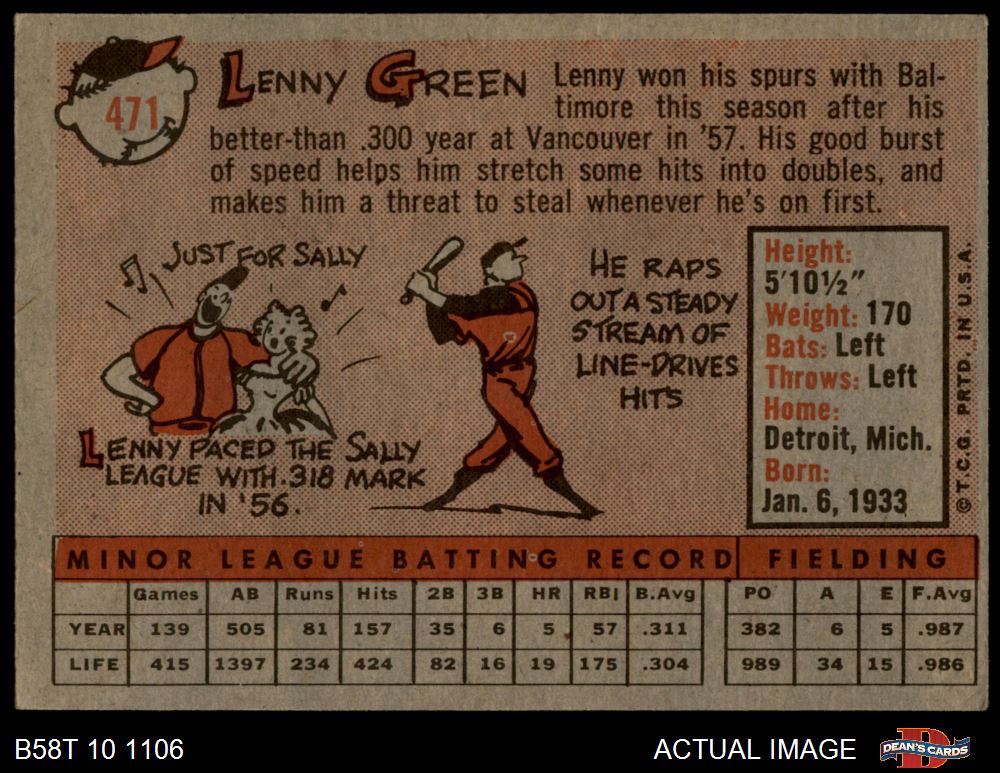 471
LENNY GREEN
Lenny won his spurs with Bal-
timore this season after his
better-than .300 year at Vancouver in '57. His good burst
of speed helps him stretch some hits into doubles, and
makes him a threat to steal whenever he's on first.
JUST FOR SALLY
LENNY PACED THE SALLY
LEAGUE WITH .318 MARK
IN '56.
HE RAPS
OUT A STEADY
STREAM OF
LINE-DRIVES
HITS
Height:
5'10½"
Weight: 170
Bats: Left
Throws: Left
Home:
Detroit, Mich.
Born:
Jan. 6, 1933
©T.C.G. PRTD. IN U.S.A.
MINOR LEAGUE BATTING RECORD FIELDING
Games AB Runs Hits 2B 3B HR RBI B.Avg PO A E F.Avg
YEAR 139 505 81 157 35 6 5 57 .311 382 6 5 .987
LIFE 415 1397 234 424 82 16 19 175 .304 989 34 15 .986
B58T 10 1106 ACTUAL IMAGE DEAN'S CARDS